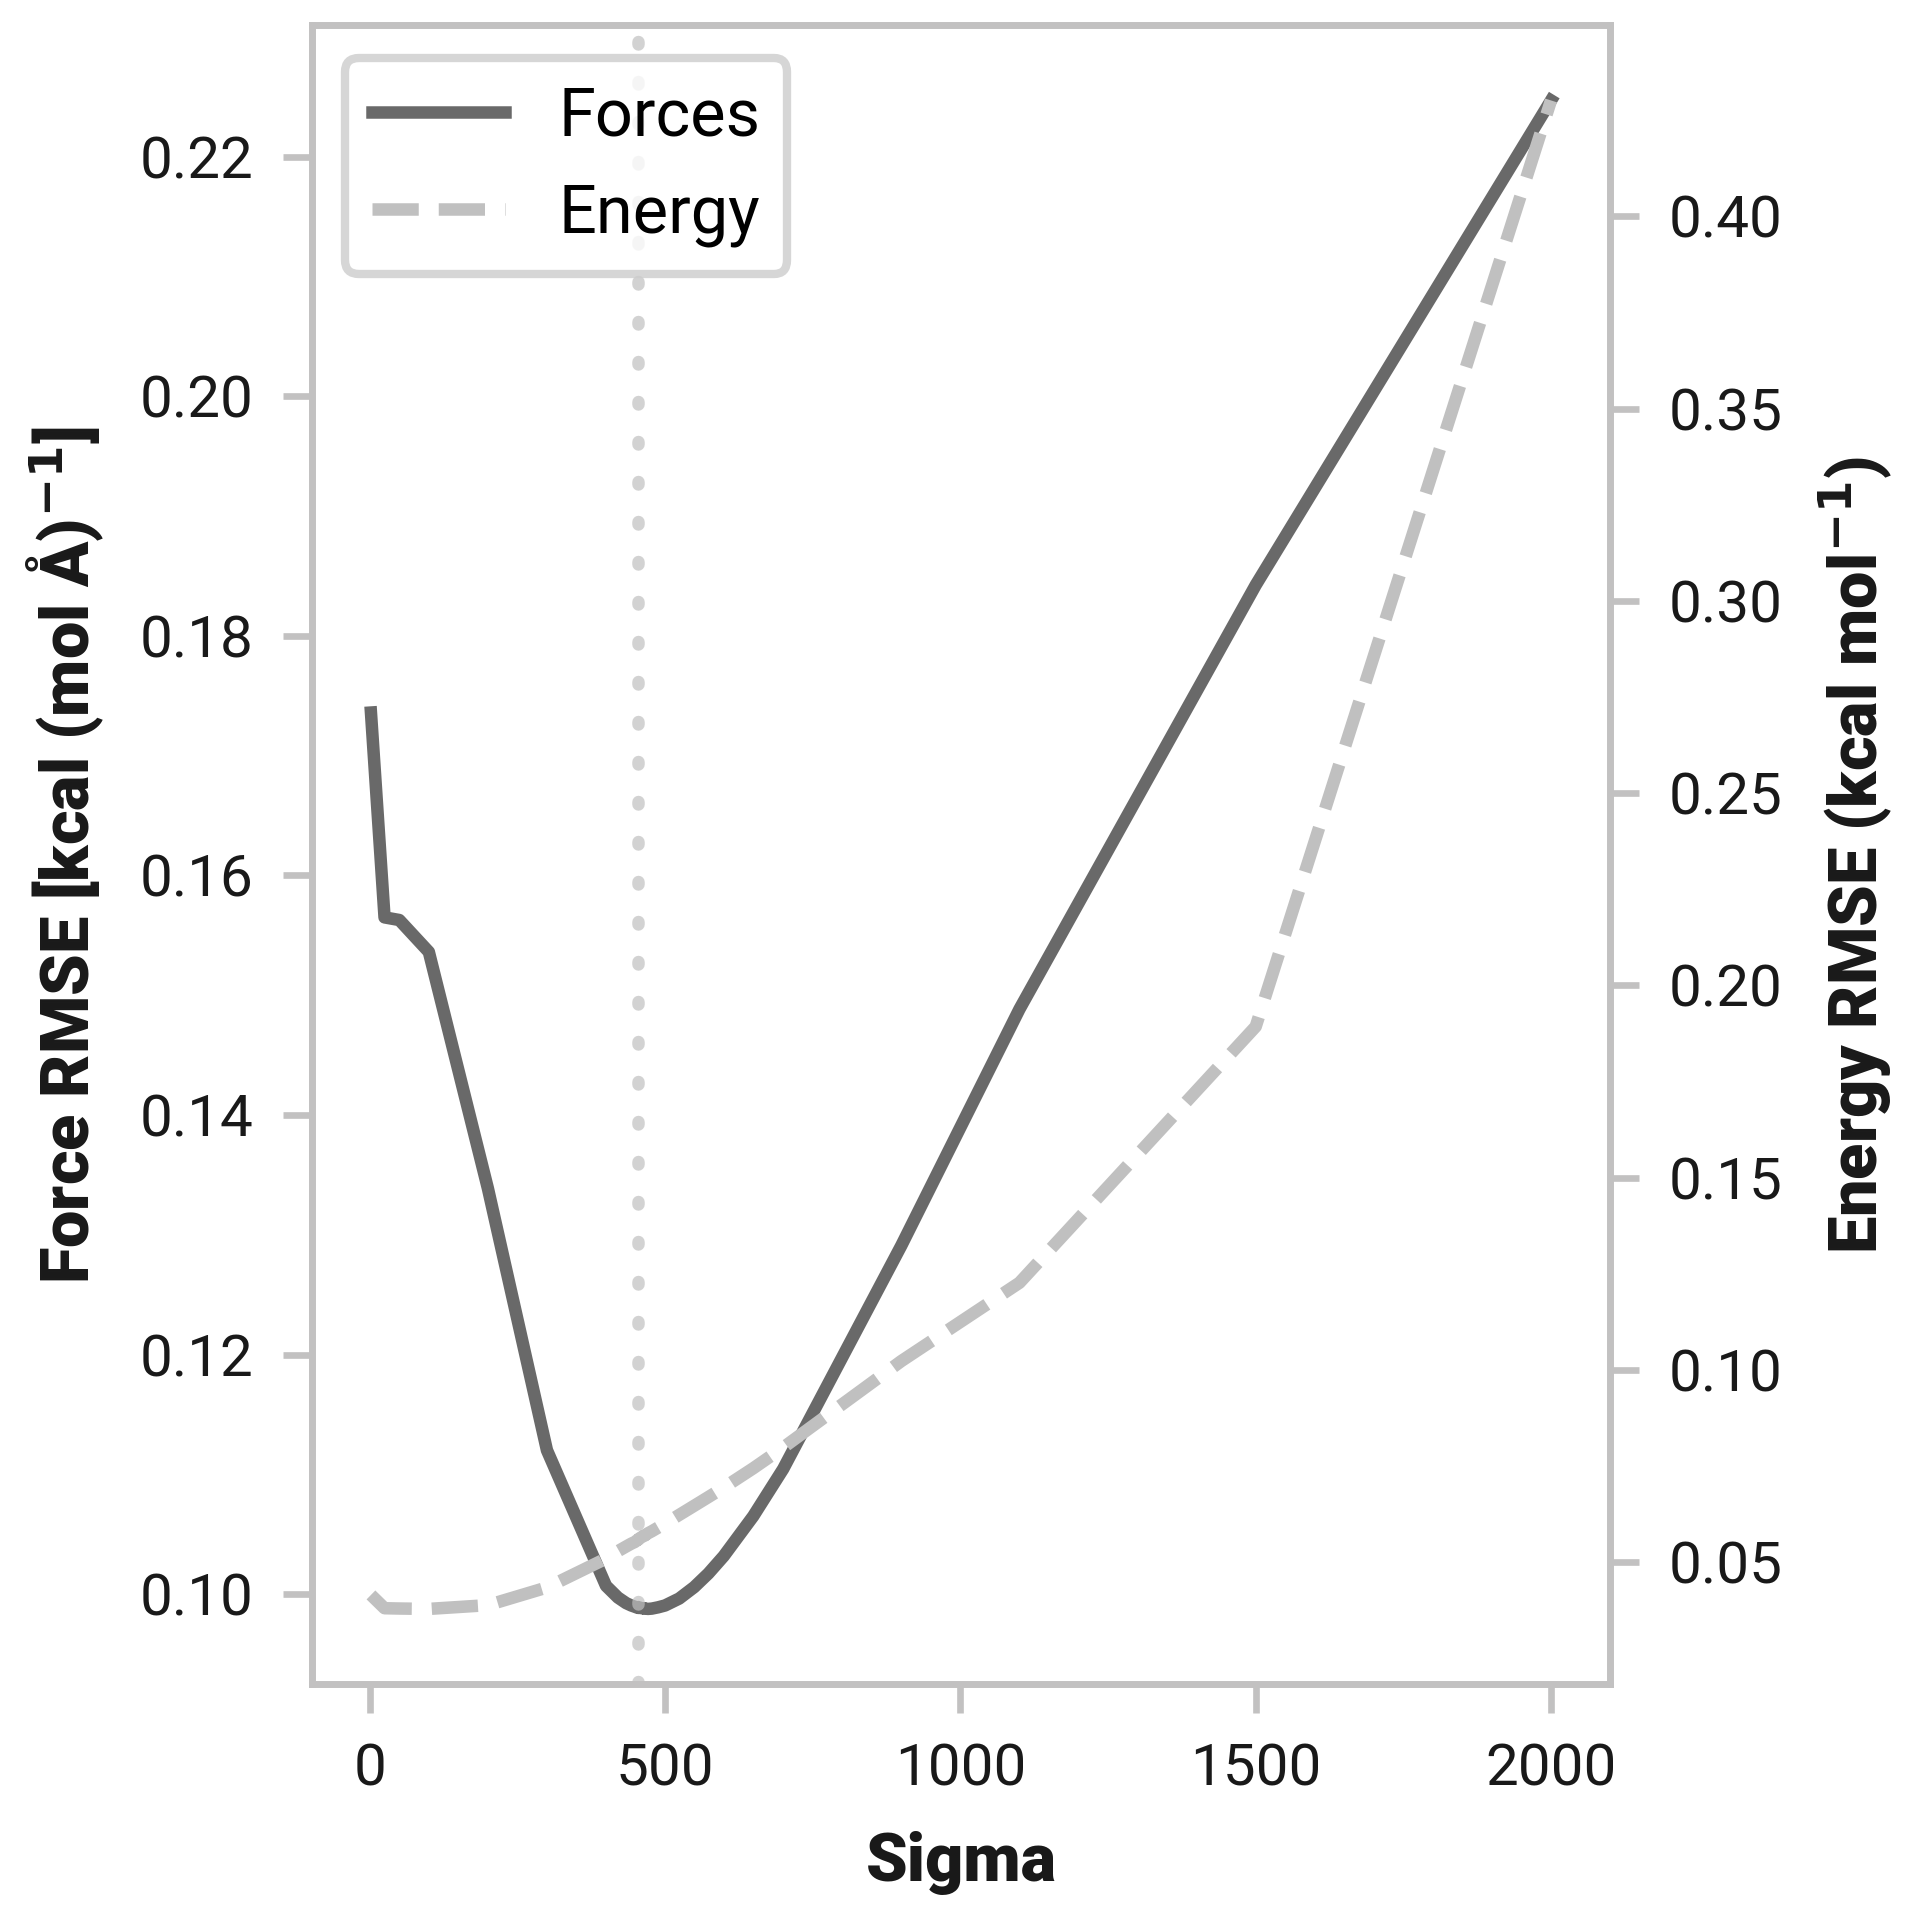 Forces
Energy
Force RMSE [kcal (mol Å)⁻¹]
0.22
0.20
0.18
0.16
0.14
0.12
0.10
0.40
0.35
0.30
0.25
0.20
0.15
0.10
0.05
Energy RMSE (kcal mol⁻¹)
0 500 1000 1500 2000
Sigma